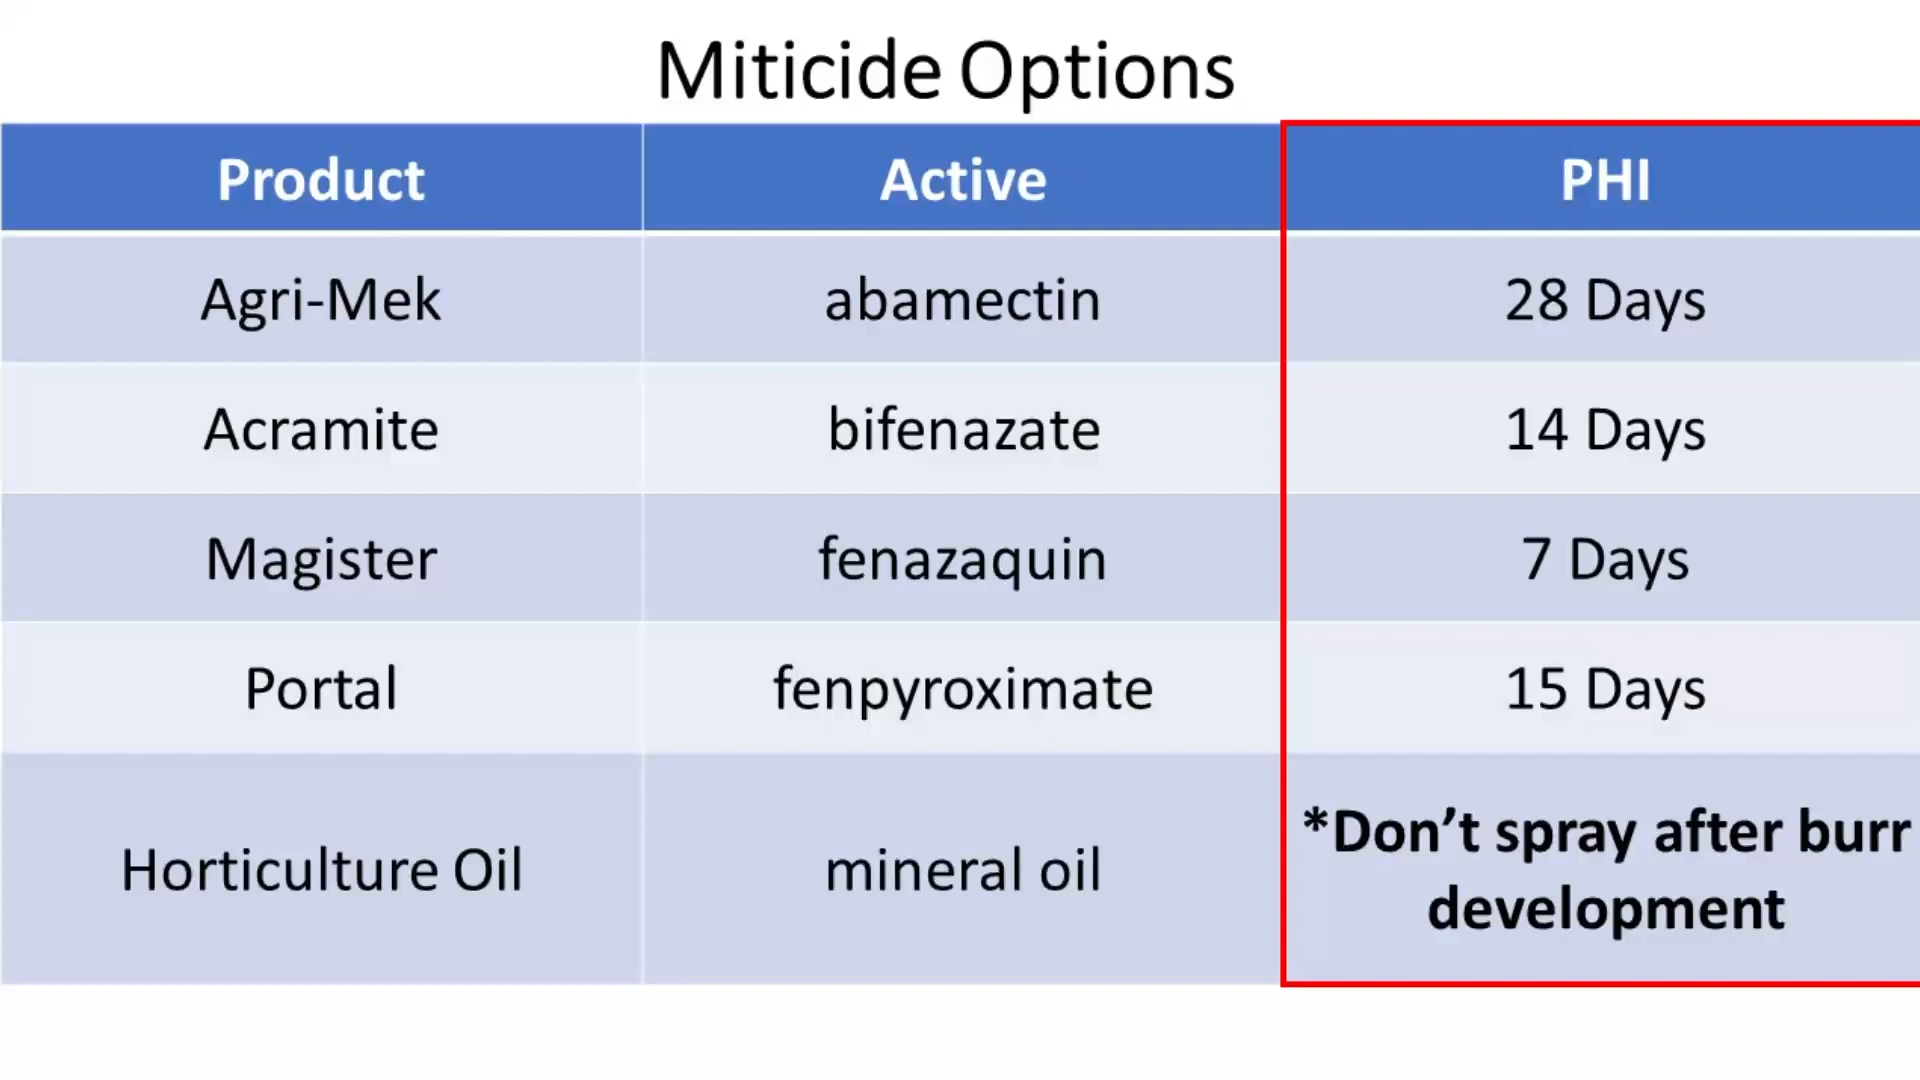 Miticide Options
Product Active PHI
Agri-Mek abamectin 28 Days
Acramite bifenazate 14 Days
Magister fenazaquin 7 Days
Portal fenpyroximate 15 Days
Horticulture Oil mineral oil *Don't spray after burr
development